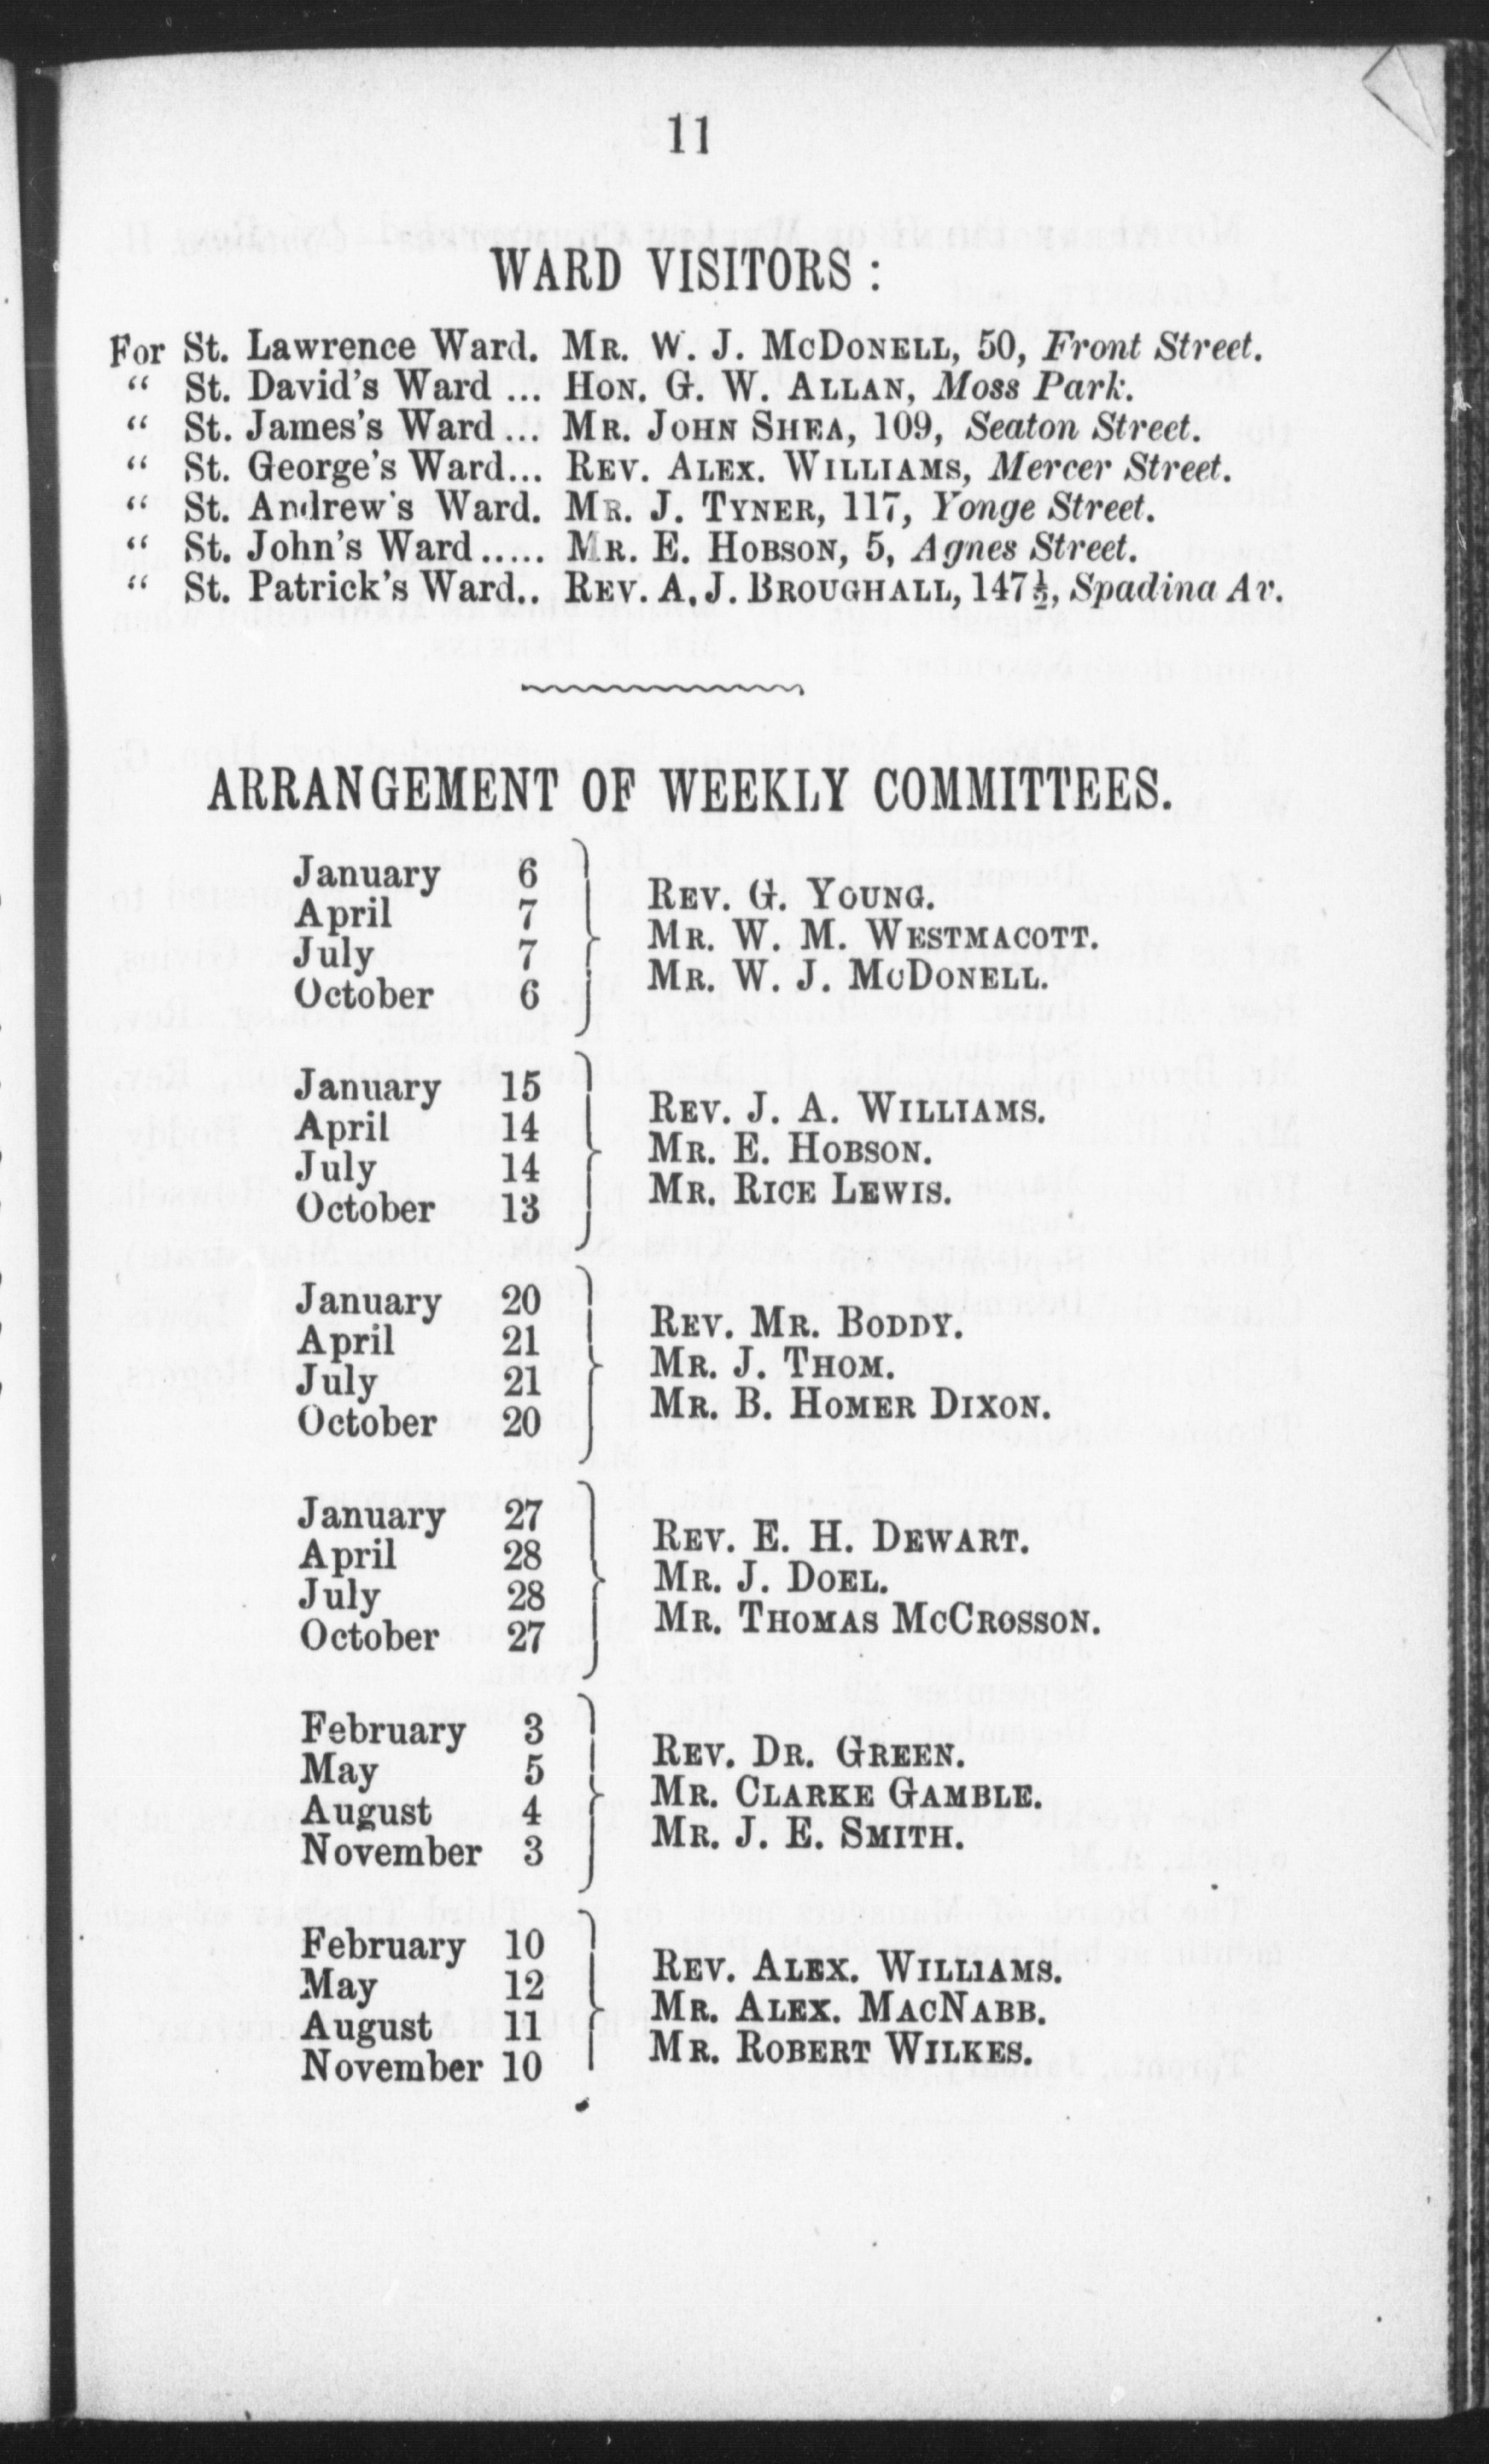 11
WARD VISITORS :
For St. Lawrence Ward. MR. W. J. MCDONELL, 50, Front Street.
“ St. David's Ward ... HON. G. W. ALLAN, Moss Park.
“ St. James's Ward ... MR. JOHN SHEA, 109, Seaton Street.
“ St. George's Ward... REV. ALEX. WILLIAMS, Mercer Street.
“ St. Andrew's Ward. MR. J. TYNER, 117, Yonge Street.
“ St. John's Ward ..... MR. E. HOBSON, 5, Agnes Street.
“ St. Patrick's Ward.. REV. A. J. BROUGHALL, 147½, Spadina Av.
ARRANGEMENT OF WEEKLY COMMITTEES.
January 6
April 7
July 7
October 6
REV. G. YOUNG.
MR. W. M. WESTMACOTT.
MR. W. J. MCDONELL.
January 15
April 14
July 14
October 13
REV. J. A. WILLIAMS.
MR. E. HOBSON.
MR. RICE LEWIS.
January 20
April 21
July 21
October 20
REV. MR. BODDY.
MR. J. THOM.
MR. B. HOMER DIXON.
January 27
April 28
July 28
October 27
REV. E. H. DEWART.
MR. J. DOEL.
MR. THOMAS MCCROSSON.
February 3
May 5
August 4
November 3
REV. DR. GREEN.
MR. CLARKE GAMBLE.
MR. J. E. SMITH.
February 10
May 12
August 11
November 10
REV. ALEX. WILLIAMS.
MR. ALEX. MACNABB.
MR. ROBERT WILKES.